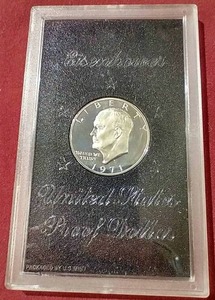 Eisenhower
LIBERTY
IN GOD WE
TRUST
1971
United States
Proof Dollar
PACKAGED BY U.S. MINT